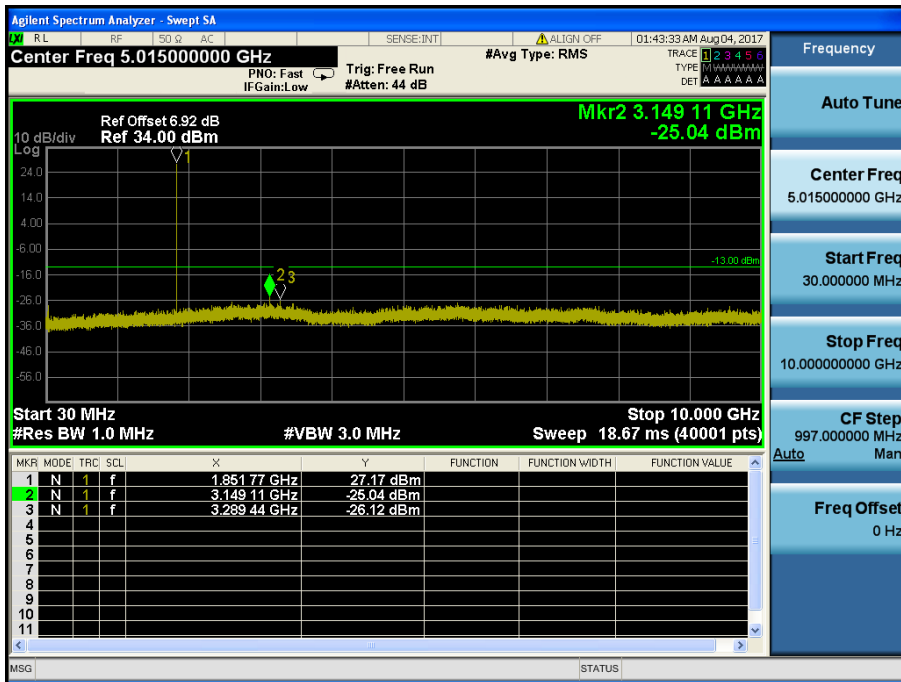 Agilent Spectrum Analyzer - Swept SA
LXI RL RF 50 Ω AC SENSE:INT ALIGN OFF 01:43:33 AM Aug 04, 2017
Center Freq 5.015000000 GHz #Avg Type: RMS TRACE 1 2 3 4 5 6
PNO: Fast Trig: Free Run TYPE M WWWWW
IFGain:Low #Atten: 44 dB DET A A A A A A
Mkr2 3.149 11 GHz
-25.04 dBm
Ref Offset 6.92 dB
10 dB/div Ref 34.00 dBm
Log
1
24.0
14.0
4.00
-6.00
-13.00 dBm
-16.0
2 3
-26.0
-36.0
-46.0
-56.0
Start 30 MHz Stop 10.000 GHz
#Res BW 1.0 MHz #VBW 3.0 MHz Sweep 18.67 ms (40001 pts)
MKR MODE TRC SCL X Y FUNCTION FUNCTION WIDTH FUNCTION VALUE
1 N 1 f 1.851 77 GHz 27.17 dBm
2 N 1 f 3.149 11 GHz -25.04 dBm
3 N 1 f 3.289 44 GHz -26.12 dBm
4
5
6
7
8
9
10
11
MSG STATUS
Frequency
Auto Tune
Center Freq
5.015000000 GHz
Start Freq
30.000000 MHz
Stop Freq
10.000000000 GHz
CF Step
997.000000 MHz
Auto Man
Freq Offset
0 Hz